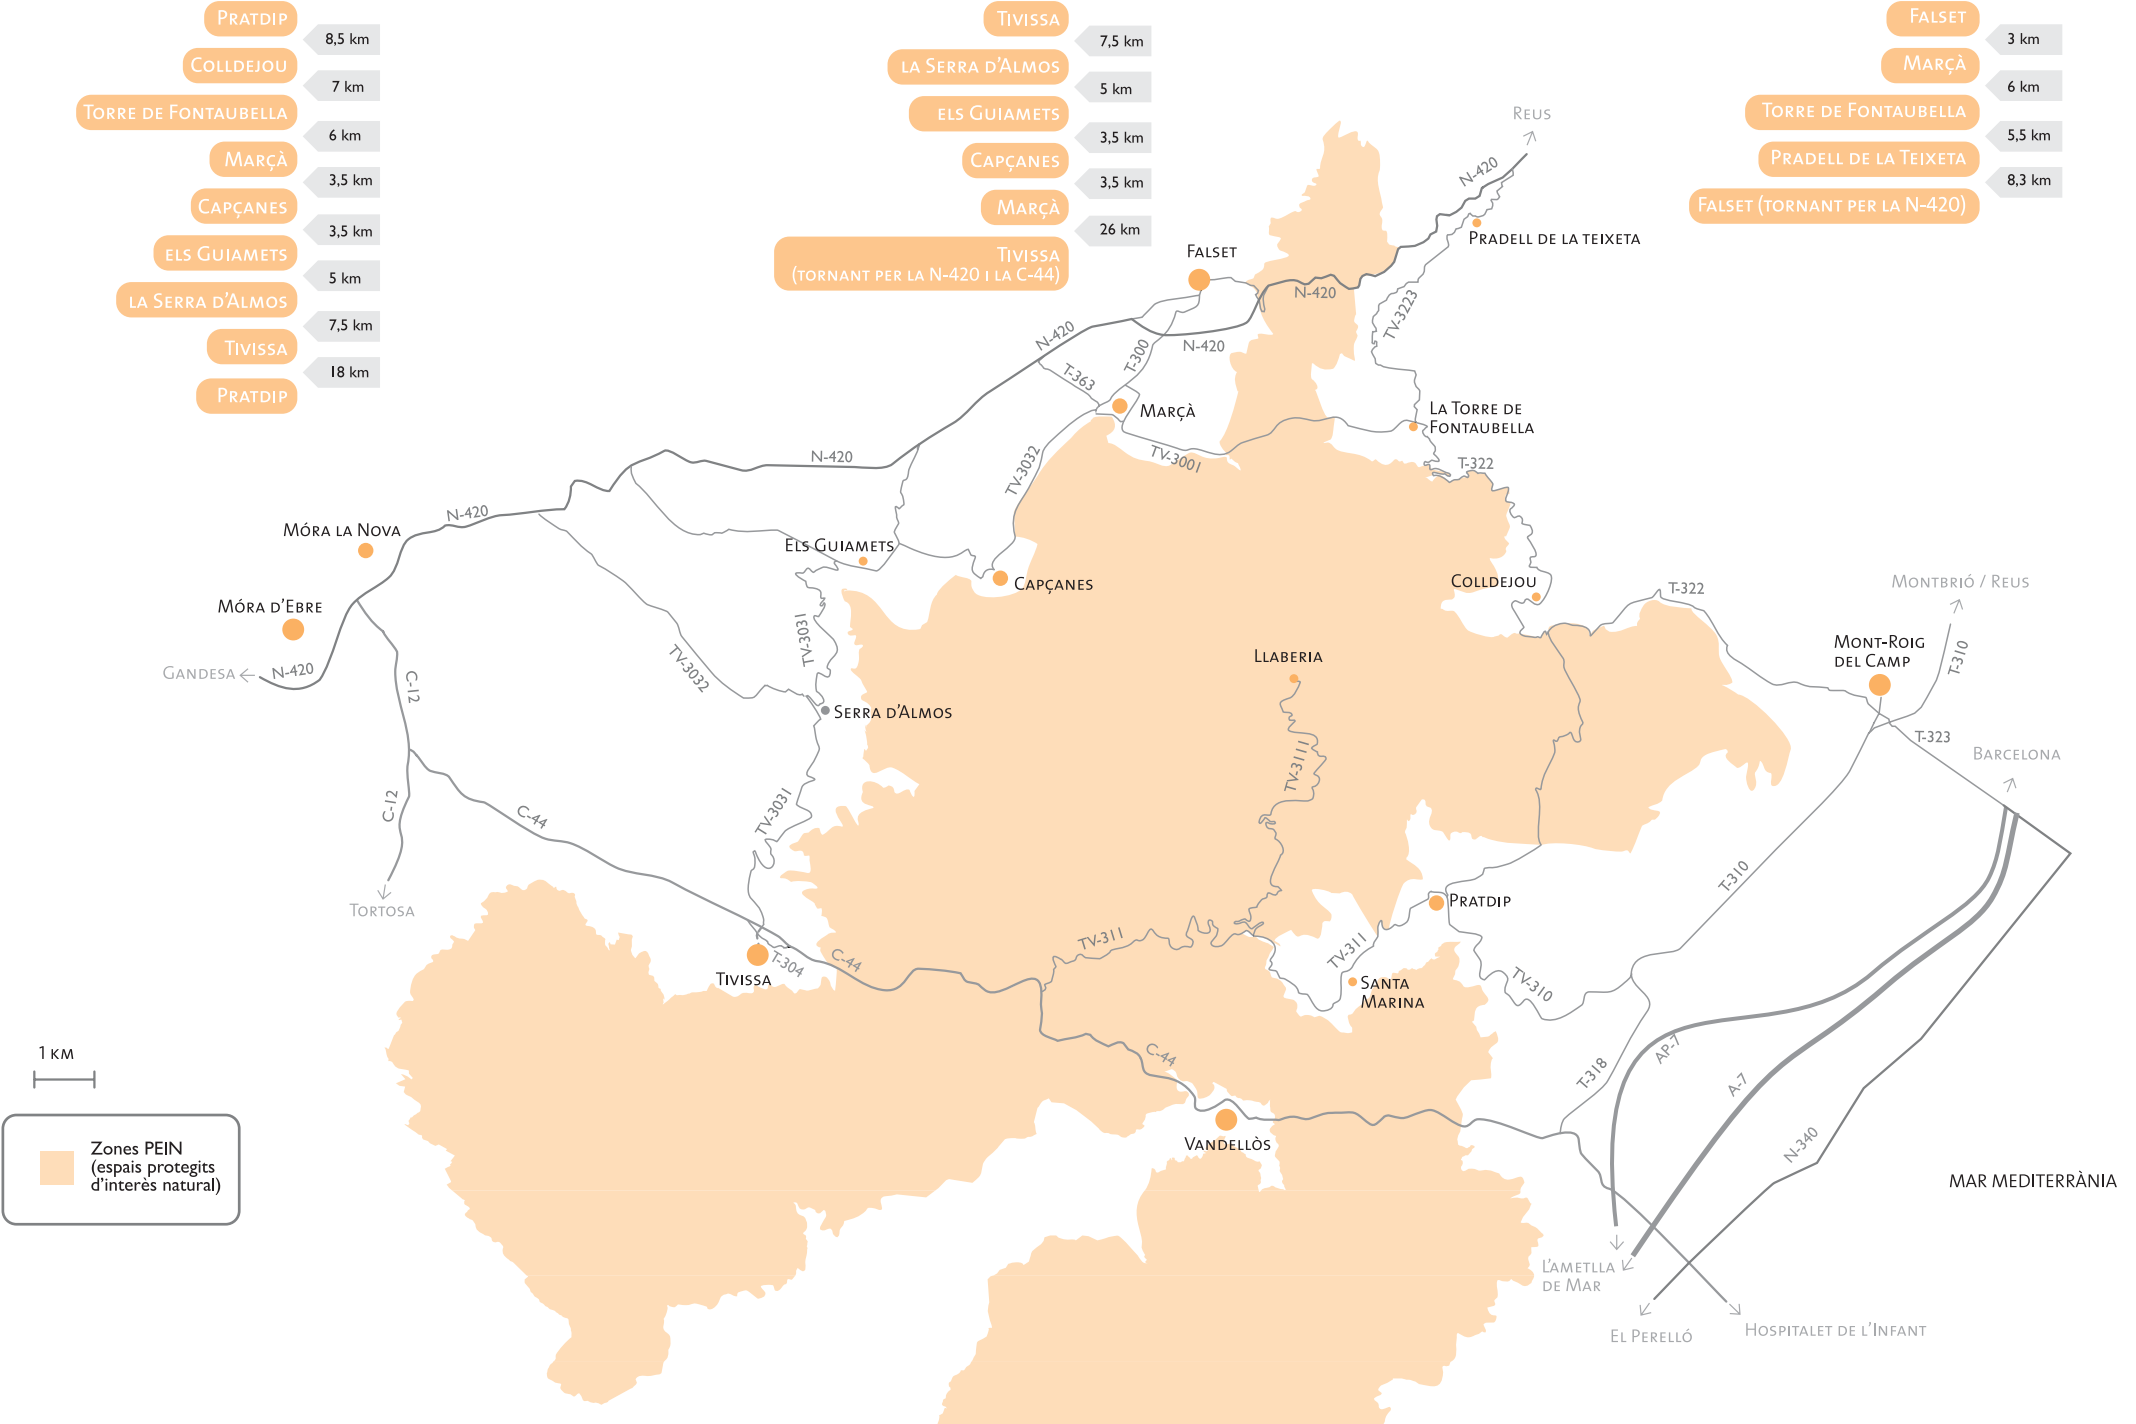 PRATDIP
8,5 km
COLLDEJOU
7 km
TORRE DE FONTAUBELLA
6 km
MARÇÀ
3,5 km
CAPÇANES
3,5 km
ELS GUIAMETS
5 km
LA SERRA D'ALMOS
7,5 km
TIVISSA
18 km
PRATDIP
TIVISSA
7,5 km
LA SERRA D'ALMOS
5 km
ELS GUIAMETS
3,5 km
CAPÇANES
3,5 km
MARÇÀ
26 km
TIVISSA
(TORNANT PER LA N-420 I LA C-44)
FALSET
3 km
MARÇÀ
6 km
TORRE DE FONTAUBELLA
5,5 km
PRADELL DE LA TEIXETA
8,3 km
FALSET (TORNANT PER LA N-420)
REUS
N-420
PRADELL DE LA TEIXETA
FALSET
N-420
TV-3223
N-420
N-420
T-300
T-363
MARÇÀ
LA TORRE DE
FONTAUBELLA
N-420
TV-3032
TV-3001
T-322
N-420
MÓRA LA NOVA
ELS GUIAMETS
CAPÇANES
COLLDEJOU
T-322
MONTBRIÓ / REUS
MÓRA D'EBRE
TV-3031
TV-3032
LLABERIA
MONT-ROIG
DEL CAMP
T-310
GANDESA
N-420
C-12
SERRA D'ALMOS
T-323
BARCELONA
TV-3111
C-12
C-44
TV-3031
T-310
TORTOSA
PRATDIP
TV-311
TV-311
C-44
T-304
TIVISSA
SANTA
MARINA
TV-310
1 KM
C-44
T-318
AP-7
A-7
VANDELLÒS
N-340
Zones PEIN
(espais protegits
d'interès natural)
MAR MEDITERRÀNIA
L'AMETLLA
DE MAR
EL PERELLÓ
HOSPITALET DE L'INFANT